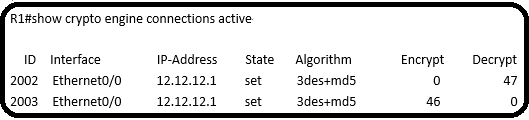 R1#show crypto engine connections active
ID Interface IP-Address State Algorithm Encrypt Decrypt
2002 Ethernet0/0 12.12.12.1 set 3des+md5 0 47
2003 Ethernet0/0 12.12.12.1 set 3des+md5 46 0